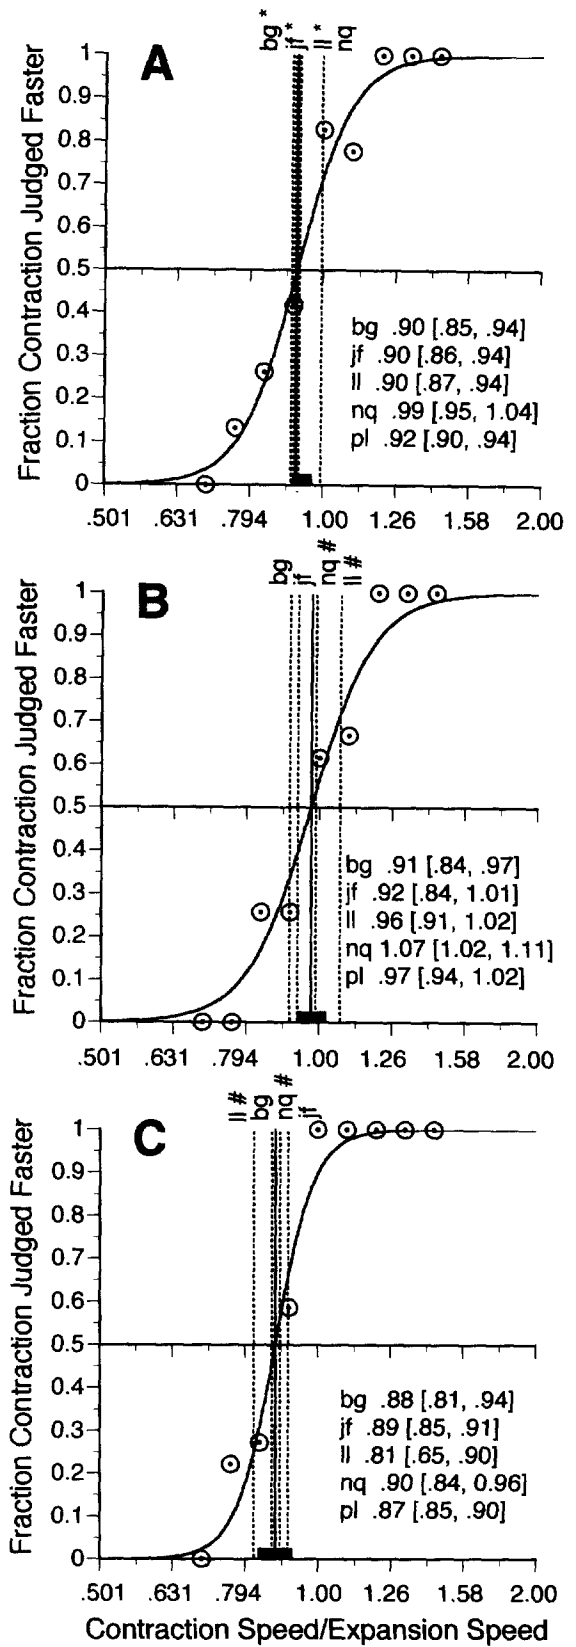 bg* jf* ll* nq
A
Fraction Contraction Judged Faster
1
0.9
0.8
0.7
0.6
0.5
0.4
0.3
0.2
0.1
0
bg .90 [.85, .94]
jf .90 [.86, .94]
ll .90 [.87, .94]
nq .99 [.95, 1.04]
pl .92 [.90, .94]
.501 .631 .794 1.00 1.26 1.58 2.00
bg jf nq # ll #
B
Fraction Contraction Judged Faster
1
0.9
0.8
0.7
0.6
0.5
0.4
0.3
0.2
0.1
0
bg .91 [.84, .97]
jf .92 [.84, 1.01]
ll .96 [.91, 1.02]
nq 1.07 [1.02, 1.11]
pl .97 [.94, 1.02]
.501 .631 .794 1.00 1.26 1.58 2.00
ll # bg nq # jf
C
Fraction Contraction Judged Faster
1
0.9
0.8
0.7
0.6
0.5
0.4
0.3
0.2
0.1
0
bg .88 [.81, .94]
jf .89 [.85, .91]
ll .81 [.65, .90]
nq .90 [.84, 0.96]
pl .87 [.85, .90]
.501 .631 .794 1.00 1.26 1.58 2.00
Contraction Speed/Expansion Speed